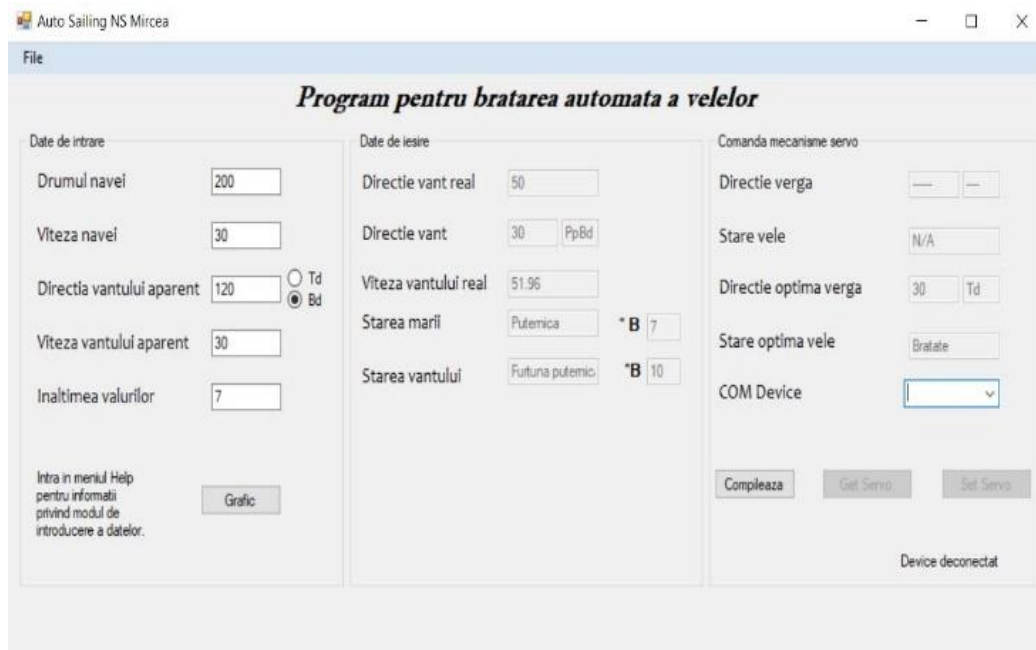 Auto Sailing NS Mircea
File
Program pentru bratarea automata a velelor
Date de intrare
Drumul navei 200
Viteza navei 30
Directia vantului aparent 120 Td
Bd
Viteza vantului aparent 30
Inaltimea valurilor 7
Intra in meniul Help
pentru informatii
privind modul de
introducere a datelor.
Grafic
Date de iesire
Directie vant real 50
Directie vant 30 PpBd
Viteza vantului real 51.96
Starea marii Puternica °B 7
Starea vantului Furtuna puternic °B 10
Comanda mecanisme servo
Directie verga ---- ---
Stare vele N/A
Directie optima verga 30 Td
Stare optima vele Bratate
COM Device
Compleaza Get Servo Set Servo
Device deconectat